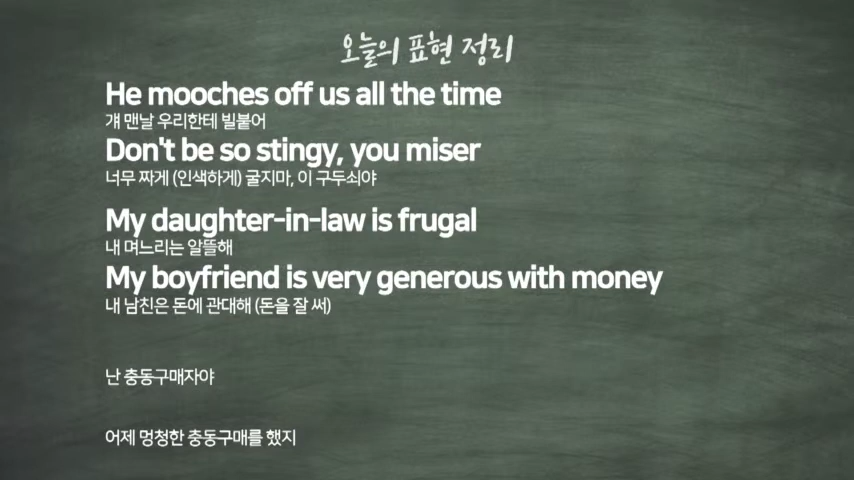 오늘의 표현 정리
He mooches off us all the time
걔 맨날 우리한테 빌붙어
Don't be so stingy, you miser
너무 짜게 (인색하게) 굴지마, 이 구두쇠야
My daughter-in-law is frugal
내 며느리는 알뜰해
My boyfriend is very generous with money
내 남친은 돈에 관대해 (돈을 잘 써)
난 충동구매자야
어제 멍청한 충동구매를 했지